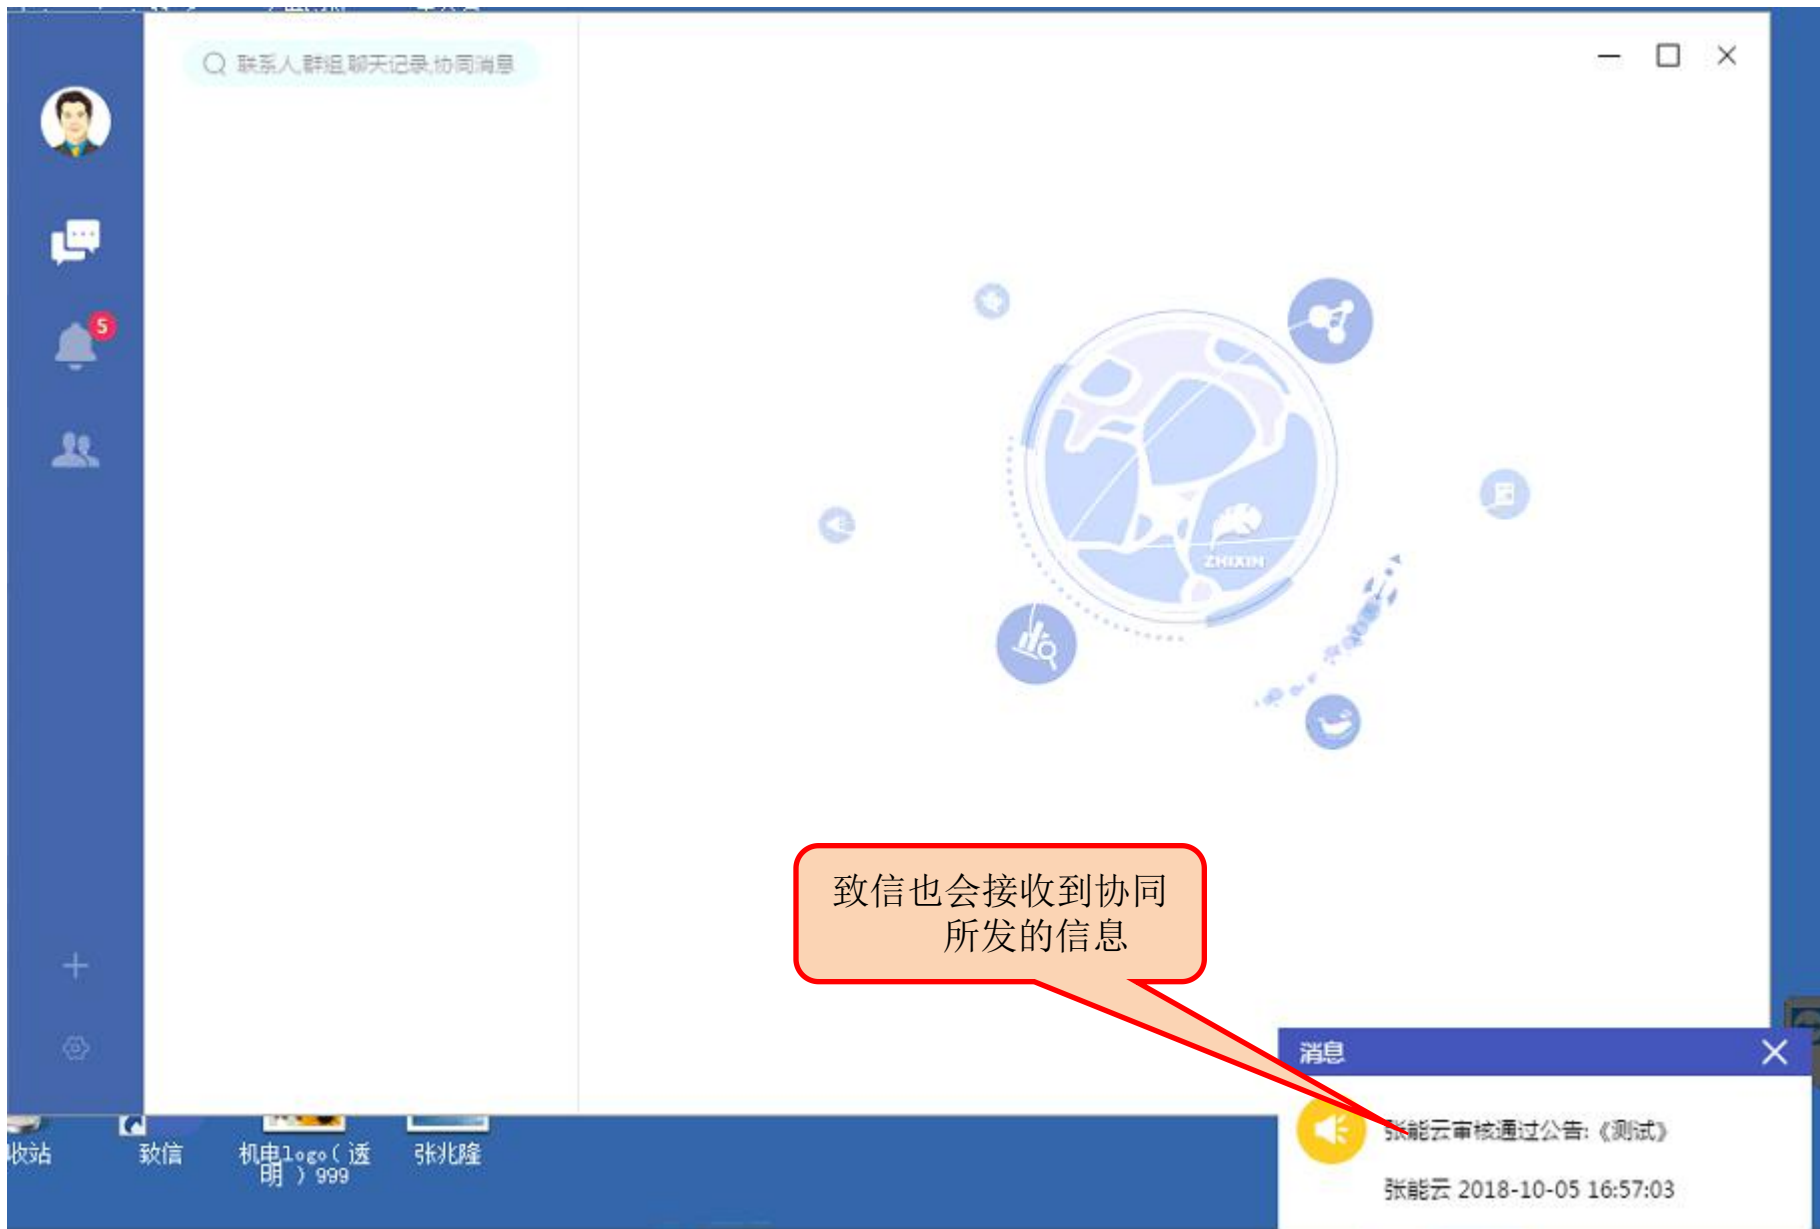 联系人,群组,聊天记录,协同消息
5
ZHIXIN
致信也会接收到协同
所发的信息
消息
张能云审核通过公告:《测试》
张能云 2018-10-05 16:57:03
收站
致信
机电logo(透
明)999
张兆隆